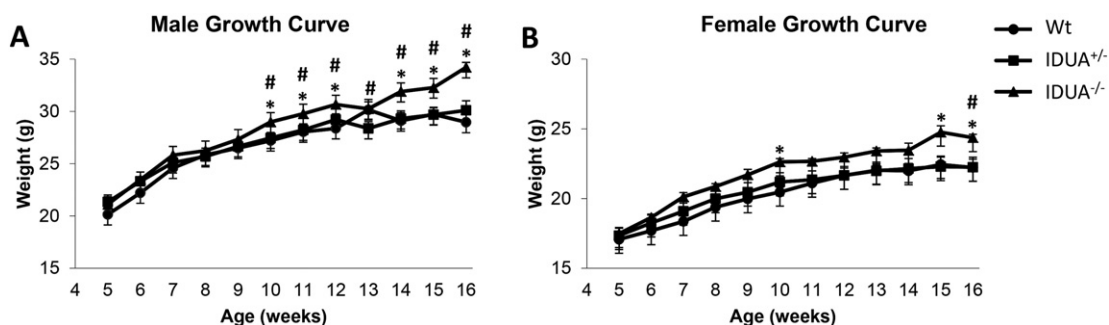 A
Male Growth Curve
Weight (g)
35
30
25
20
15
# # # # # # #
* * * * * *
4 5 6 7 8 9 10 11 12 13 14 15 16
Age (weeks)
B
Female Growth Curve
Weight (g)
30
25
20
15
#
* * *
4 5 6 7 8 9 10 11 12 13 14 15 16
Age (weeks)
Wt
IDUA+/-
IDUA-/-